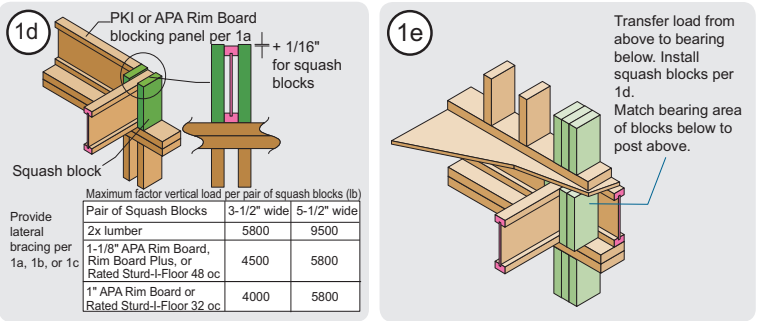 1d
PKI or APA Rim Board
blocking panel per 1a
+ 1/16"
for squash
blocks
Squash block
Maximum factor vertical load per pair of squash blocks (lb)
Provide
lateral
bracing per
1a, 1b, or 1c
Pair of Squash Blocks 3-1/2" wide 5-1/2" wide
2x lumber 5800 9500
1-1/8" APA Rim Board,
Rim Board Plus, or
Rated Sturd-I-Floor 48 oc
4500 5800
1" APA Rim Board or
Rated Sturd-I-Floor 32 oc
4000 5800
1e
Transfer load from
above to bearing
below. Install
squash blocks per
1d.
Match bearing area
of blocks below to
post above.